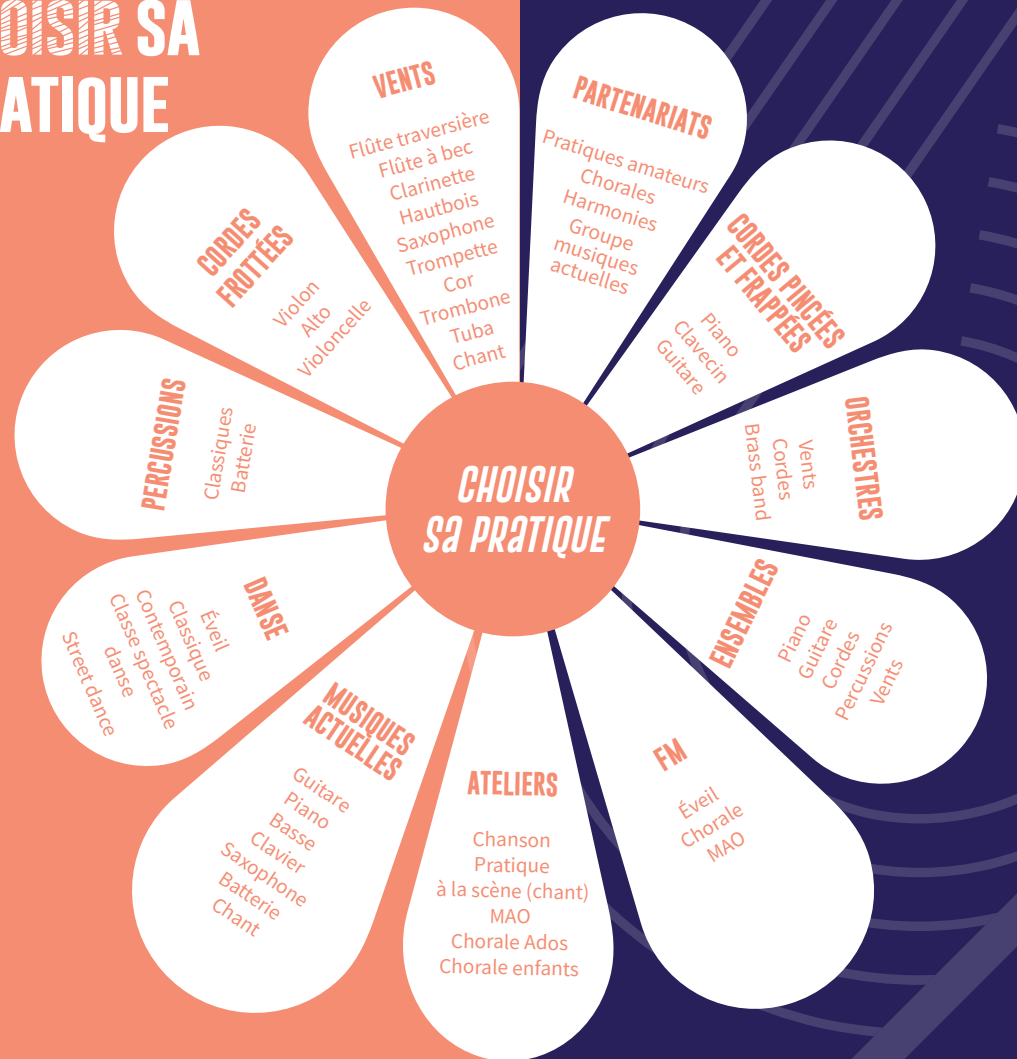 OISIR SA
ATIQUE
VENTS
Flûte traversière
Flûte à bec
Clarinette
Hautbois
Saxophone
Trompette
Cor
Trombone
Tuba
Chant
PARTENARIATS
Pratiques amateurs
Chorales
Harmonies
Groupe
musiques
actuelles
CORDES PINCÉES
ET FRAPPÉES
Piano
Clavecin
Guitare
ORCHESTRES
Vents
Cordes
Brass band
ENSEMBLES
Piano
Guitare
Cordes
Percussions
Vents
FM
Éveil
Chorale
MAO
ATELIERS
Chanson
Pratique
à la scène (chant)
MAO
Chorale Ados
Chorale enfants
MUSIQUES
ACTUELLES
Guitare
Piano
Basse
Clavier
Saxophone
Batterie
Chant
DANSE
Éveil
Classique
Contemporain
Classe spectacle
danse
Street dance
PERCUSSIONS
Classiques
Batterie
CORDES
FROTTÉES
Violon
Alto
Violoncelle
CHOISIR
Sa PRaTIQUE